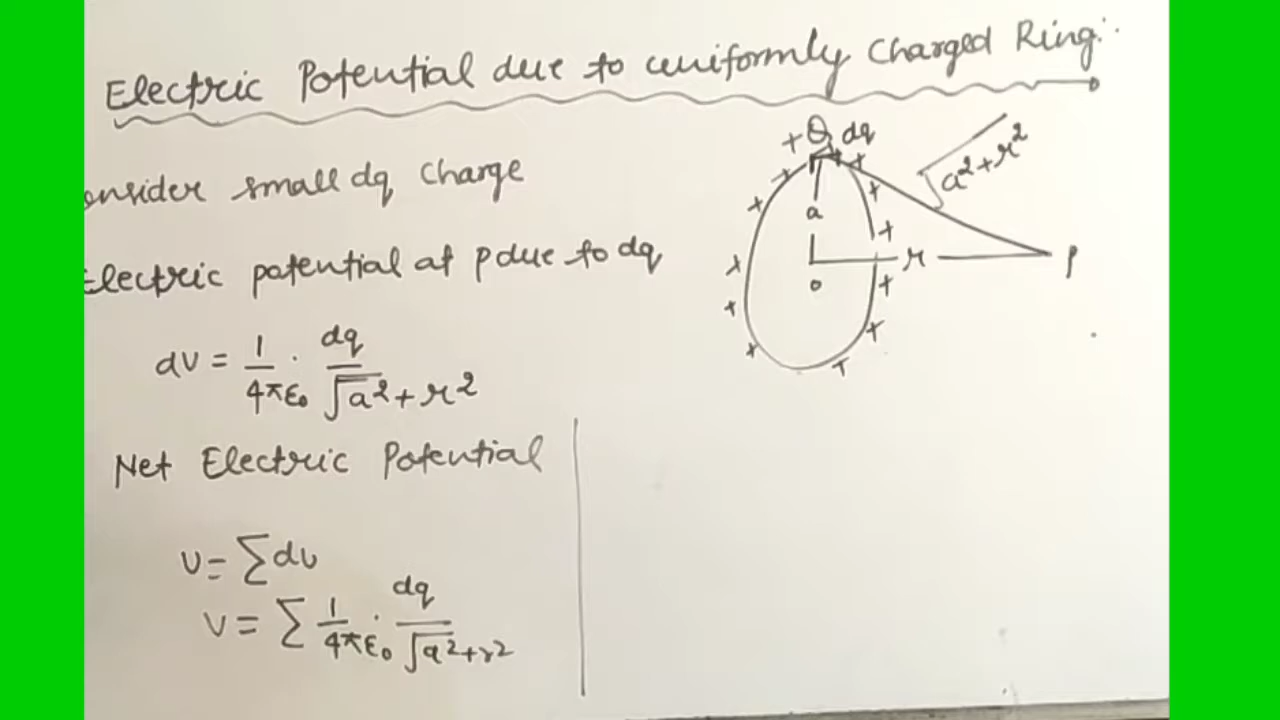 Electric Potential due to uniformly Charged Ring:
onsider small dq Charge
Electric potential at p due to dq
dv = 1/4πε₀ · dq/√a²+r²
Net Electric Potential
v = ∑dv
v = ∑ 1/4πε₀ · dq/√a²+r²
+Q dq
√a²+r²
a
r
P
o